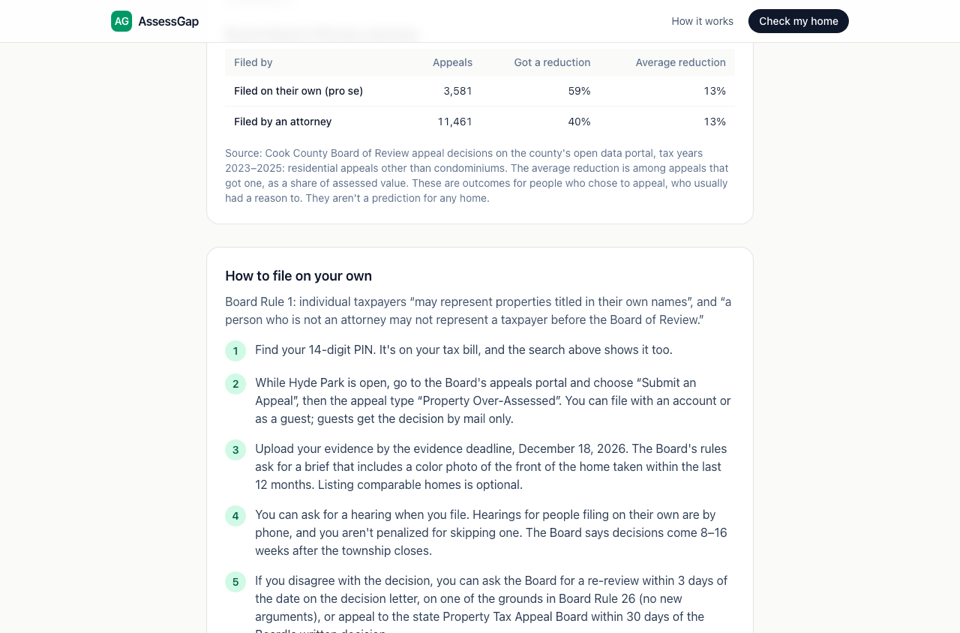 AG AssessGap
How it works
Check my home
Filed by Appeals Got a reduction Average reduction
Filed on their own (pro se) 3,581 59% 13%
Filed by an attorney 11,461 40% 13%
Source: Cook County Board of Review appeal decisions on the county's open data portal, tax years
2023–2025: residential appeals other than condominiums. The average reduction is among appeals that
got one, as a share of assessed value. These are outcomes for people who chose to appeal, who usually
had a reason to. They aren't a prediction for any home.
How to file on your own
Board Rule 1: individual taxpayers “may represent properties titled in their own names”, and “a
person who is not an attorney may not represent a taxpayer before the Board of Review.”
1 Find your 14-digit PIN. It's on your tax bill, and the search above shows it too.
2 While Hyde Park is open, go to the Board's appeals portal and choose “Submit an
Appeal”, then the appeal type “Property Over-Assessed”. You can file with an account or
as a guest; guests get the decision by mail only.
3 Upload your evidence by the evidence deadline, December 18, 2026. The Board's rules
ask for a brief that includes a color photo of the front of the home taken within the last
12 months. Listing comparable homes is optional.
4 You can ask for a hearing when you file. Hearings for people filing on their own are by
phone, and you aren't penalized for skipping one. The Board says decisions come 8–16
weeks after the township closes.
5 If you disagree with the decision, you can ask the Board for a re-review within 3 days of
the date on the decision letter, on one of the grounds in Board Rule 26 (no new
arguments), or appeal to the state Property Tax Appeal Board within 30 days of the
Board's written decision.